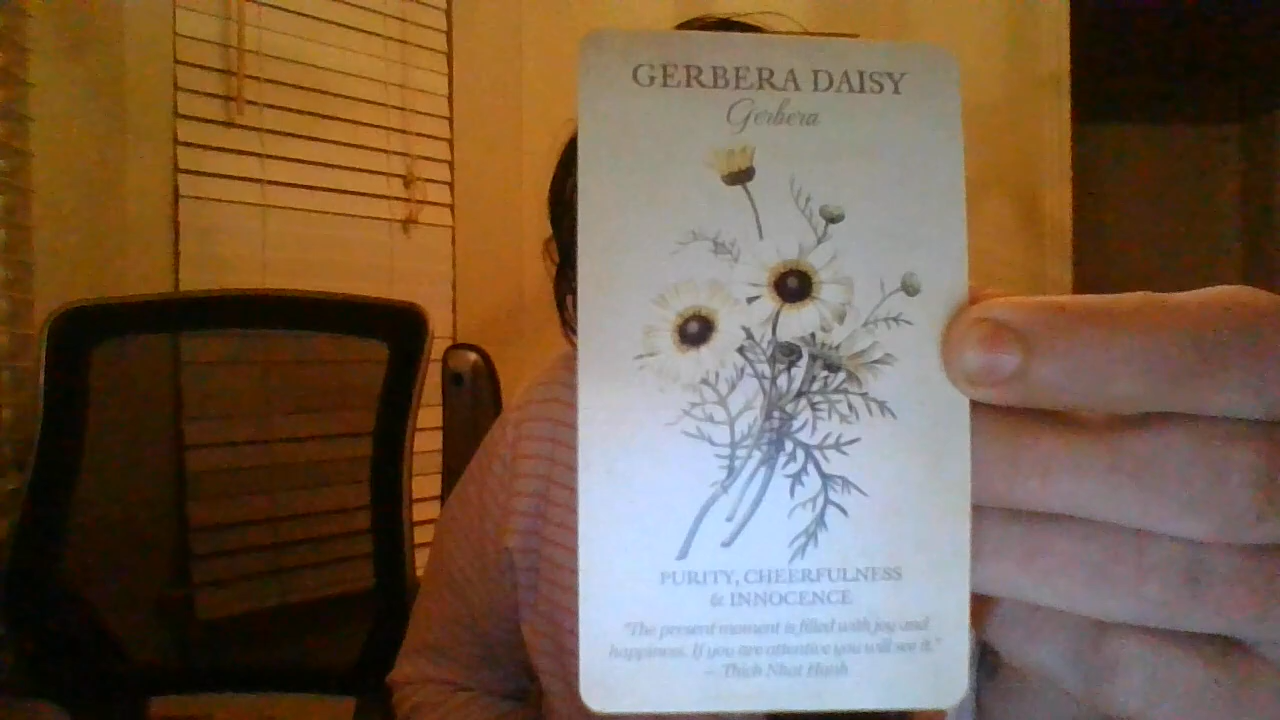 GERBERA DAISY
Gerbera
PURITY, CHEERFULNESS
& INNOCENCE
"The present moment is filled with joy and
happiness. If you are attentive you will see it."
— Thich Nhat Hanh